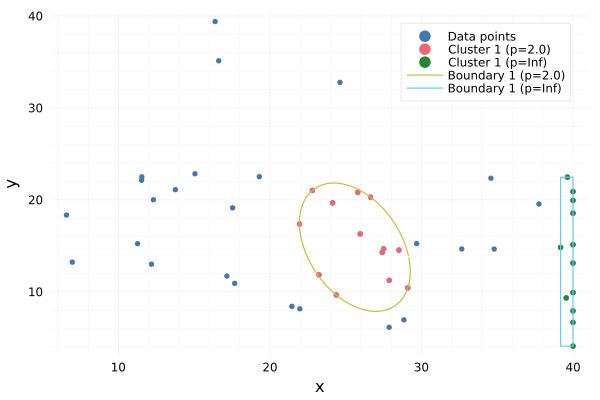 40
30
20
10
y
10
20
30
40
x
Data points
Cluster 1 (p=2.0)
Cluster 1 (p=Inf)
Boundary 1 (p=2.0)
Boundary 1 (p=Inf)